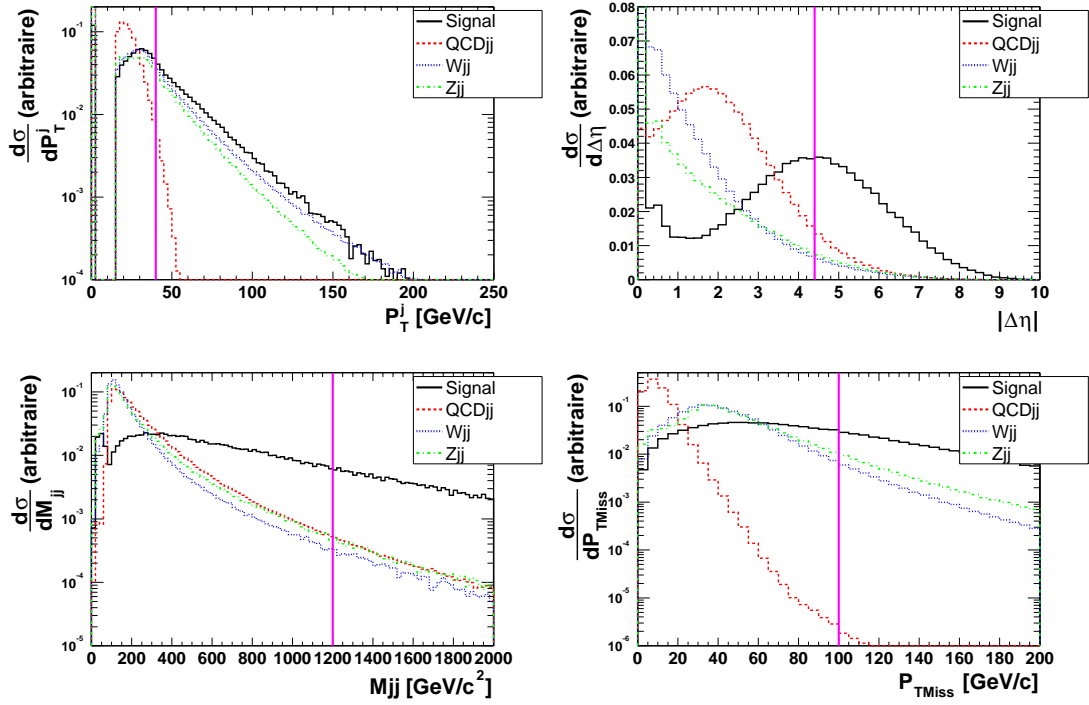 dσ/dP_T^j (arbitraire)
10^-1
10^-2
10^-3
10^-4
0 50 100 150 200 250
P_T^j [GeV/c]
Signal
QCDjj
Wjj
Zjj
dσ/dΔη (arbitraire)
0.08
0.07
0.06
0.05
0.04
0.03
0.02
0.01
0.00
0 1 2 3 4 5 6 7 8 9 10
|Δη|
Signal
QCDjj
Wjj
Zjj
dσ/dM_jj (arbitraire)
10^-1
10^-2
10^-3
10^-4
10^-5
0 200 400 600 800 1000 1200 1400 1600 1800 2000
Mjj [GeV/c^2]
Signal
QCDjj
Wjj
Zjj
dσ/dP_TMiss (arbitraire)
10^-1
10^-2
10^-3
10^-4
10^-5
10^-6
0 20 40 60 80 100 120 140 160 180 200
P_TMiss [GeV/c]
Signal
QCDjj
Wjj
Zjj